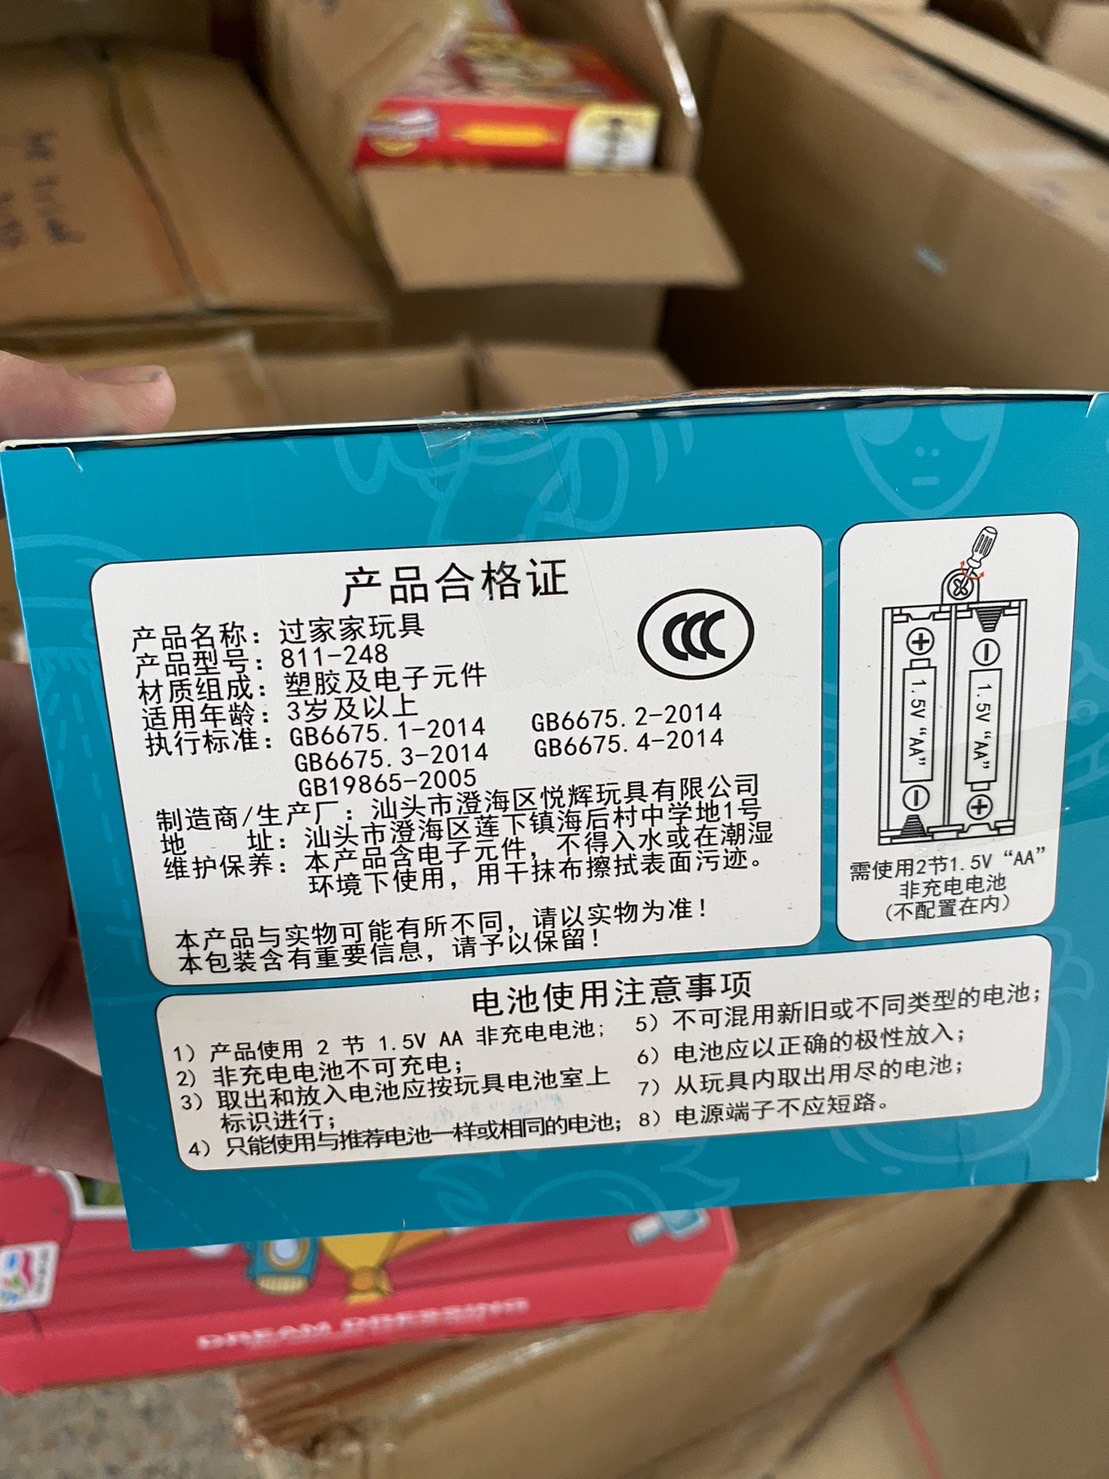 产品合格证
产品名称：过家家玩具
产品型号：811-248
材质组成：塑胶及电子元件
适用年龄：3岁及以上
执行标准：GB6675.1-2014 GB6675.2-2014
GB6675.3-2014 GB6675.4-2014
GB19865-2005
制造商/生产厂：汕头市澄海区悦辉玩具有限公司
地 址：汕头市澄海区莲下镇海后村中学地1号
维护保养：本产品含电子元件，不得入水或在潮湿
环境下使用，用干抹布擦拭表面污迹。
本产品与实物可能有所不同，请以实物为准！
本包装含有重要信息，请予以保留！
CCC
1.5V “AA”
1.5V “AA”
需使用2节1.5V “AA”
非充电电池
(不配置在内)
电池使用注意事项
1）产品使用 2 节 1.5V AA 非充电电池；
2）非充电电池不可充电；
3）取出和放入电池应按玩具电池室上
标识进行；
4）只能使用与推荐电池一样或相同的电池；
5）不可混用新旧或不同类型的电池；
6）电池应以正确的极性放入；
7）从玩具内取出用尽的电池；
8）电源端子不应短路。
DREAM DRESSING